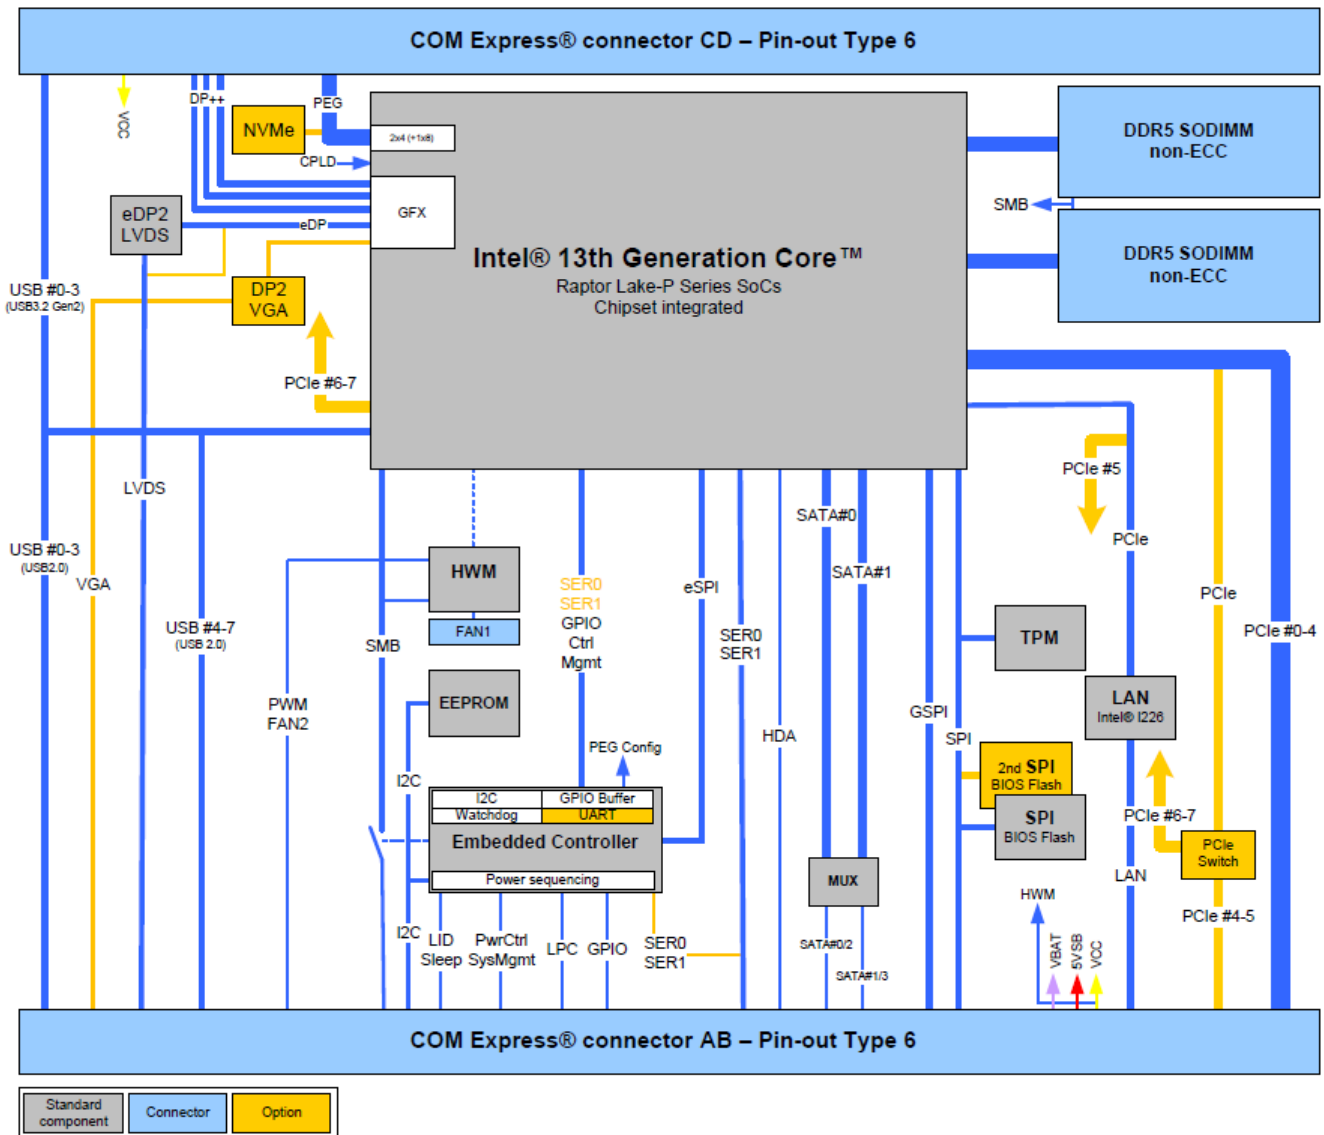 COM Express® connector CD – Pin-out Type 6
VCC
DP++
PEG
NVMe
2x4 (+1x8)
CPLD
GFX
eDP2
LVDS
eDP
DP2
VGA
USB #0-3
(USB3.2 Gen2)
PCIe #6-7
Intel® 13th Generation Core™
Raptor Lake-P Series SoCs
Chipset integrated
DDR5 SODIMM
non-ECC
SMB
DDR5 SODIMM
non-ECC
LVDS
USB #0-3
(USB2.0)
VGA
USB #4-7
(USB 2.0)
PWM
FAN2
SMB
HWM
FAN1
EEPROM
SER0
SER1
GPIO
Ctrl
Mgmt
eSPI
SER0
SER1
HDA
SATA#0
SATA#1
GSPI
SPI
PCIe #5
PCIe
TPM
PCIe
PCIe #0-4
LAN
Intel® I226
PEG Config
I2C
I2C
GPIO Buffer
Watchdog
UART
Embedded Controller
Power sequencing
2nd SPI
BIOS Flash
SPI
BIOS Flash
PCIe #6-7
PCIe
Switch
MUX
LAN
PCIe #4-5
I2C
LID
Sleep
PwrCtrl
SysMgmt
LPC
GPIO
SER0
SER1
SATA#0/2
SATA#1/3
HWM
VBAT
5VSB
VCC
COM Express® connector AB – Pin-out Type 6
Standard
component
Connector
Option